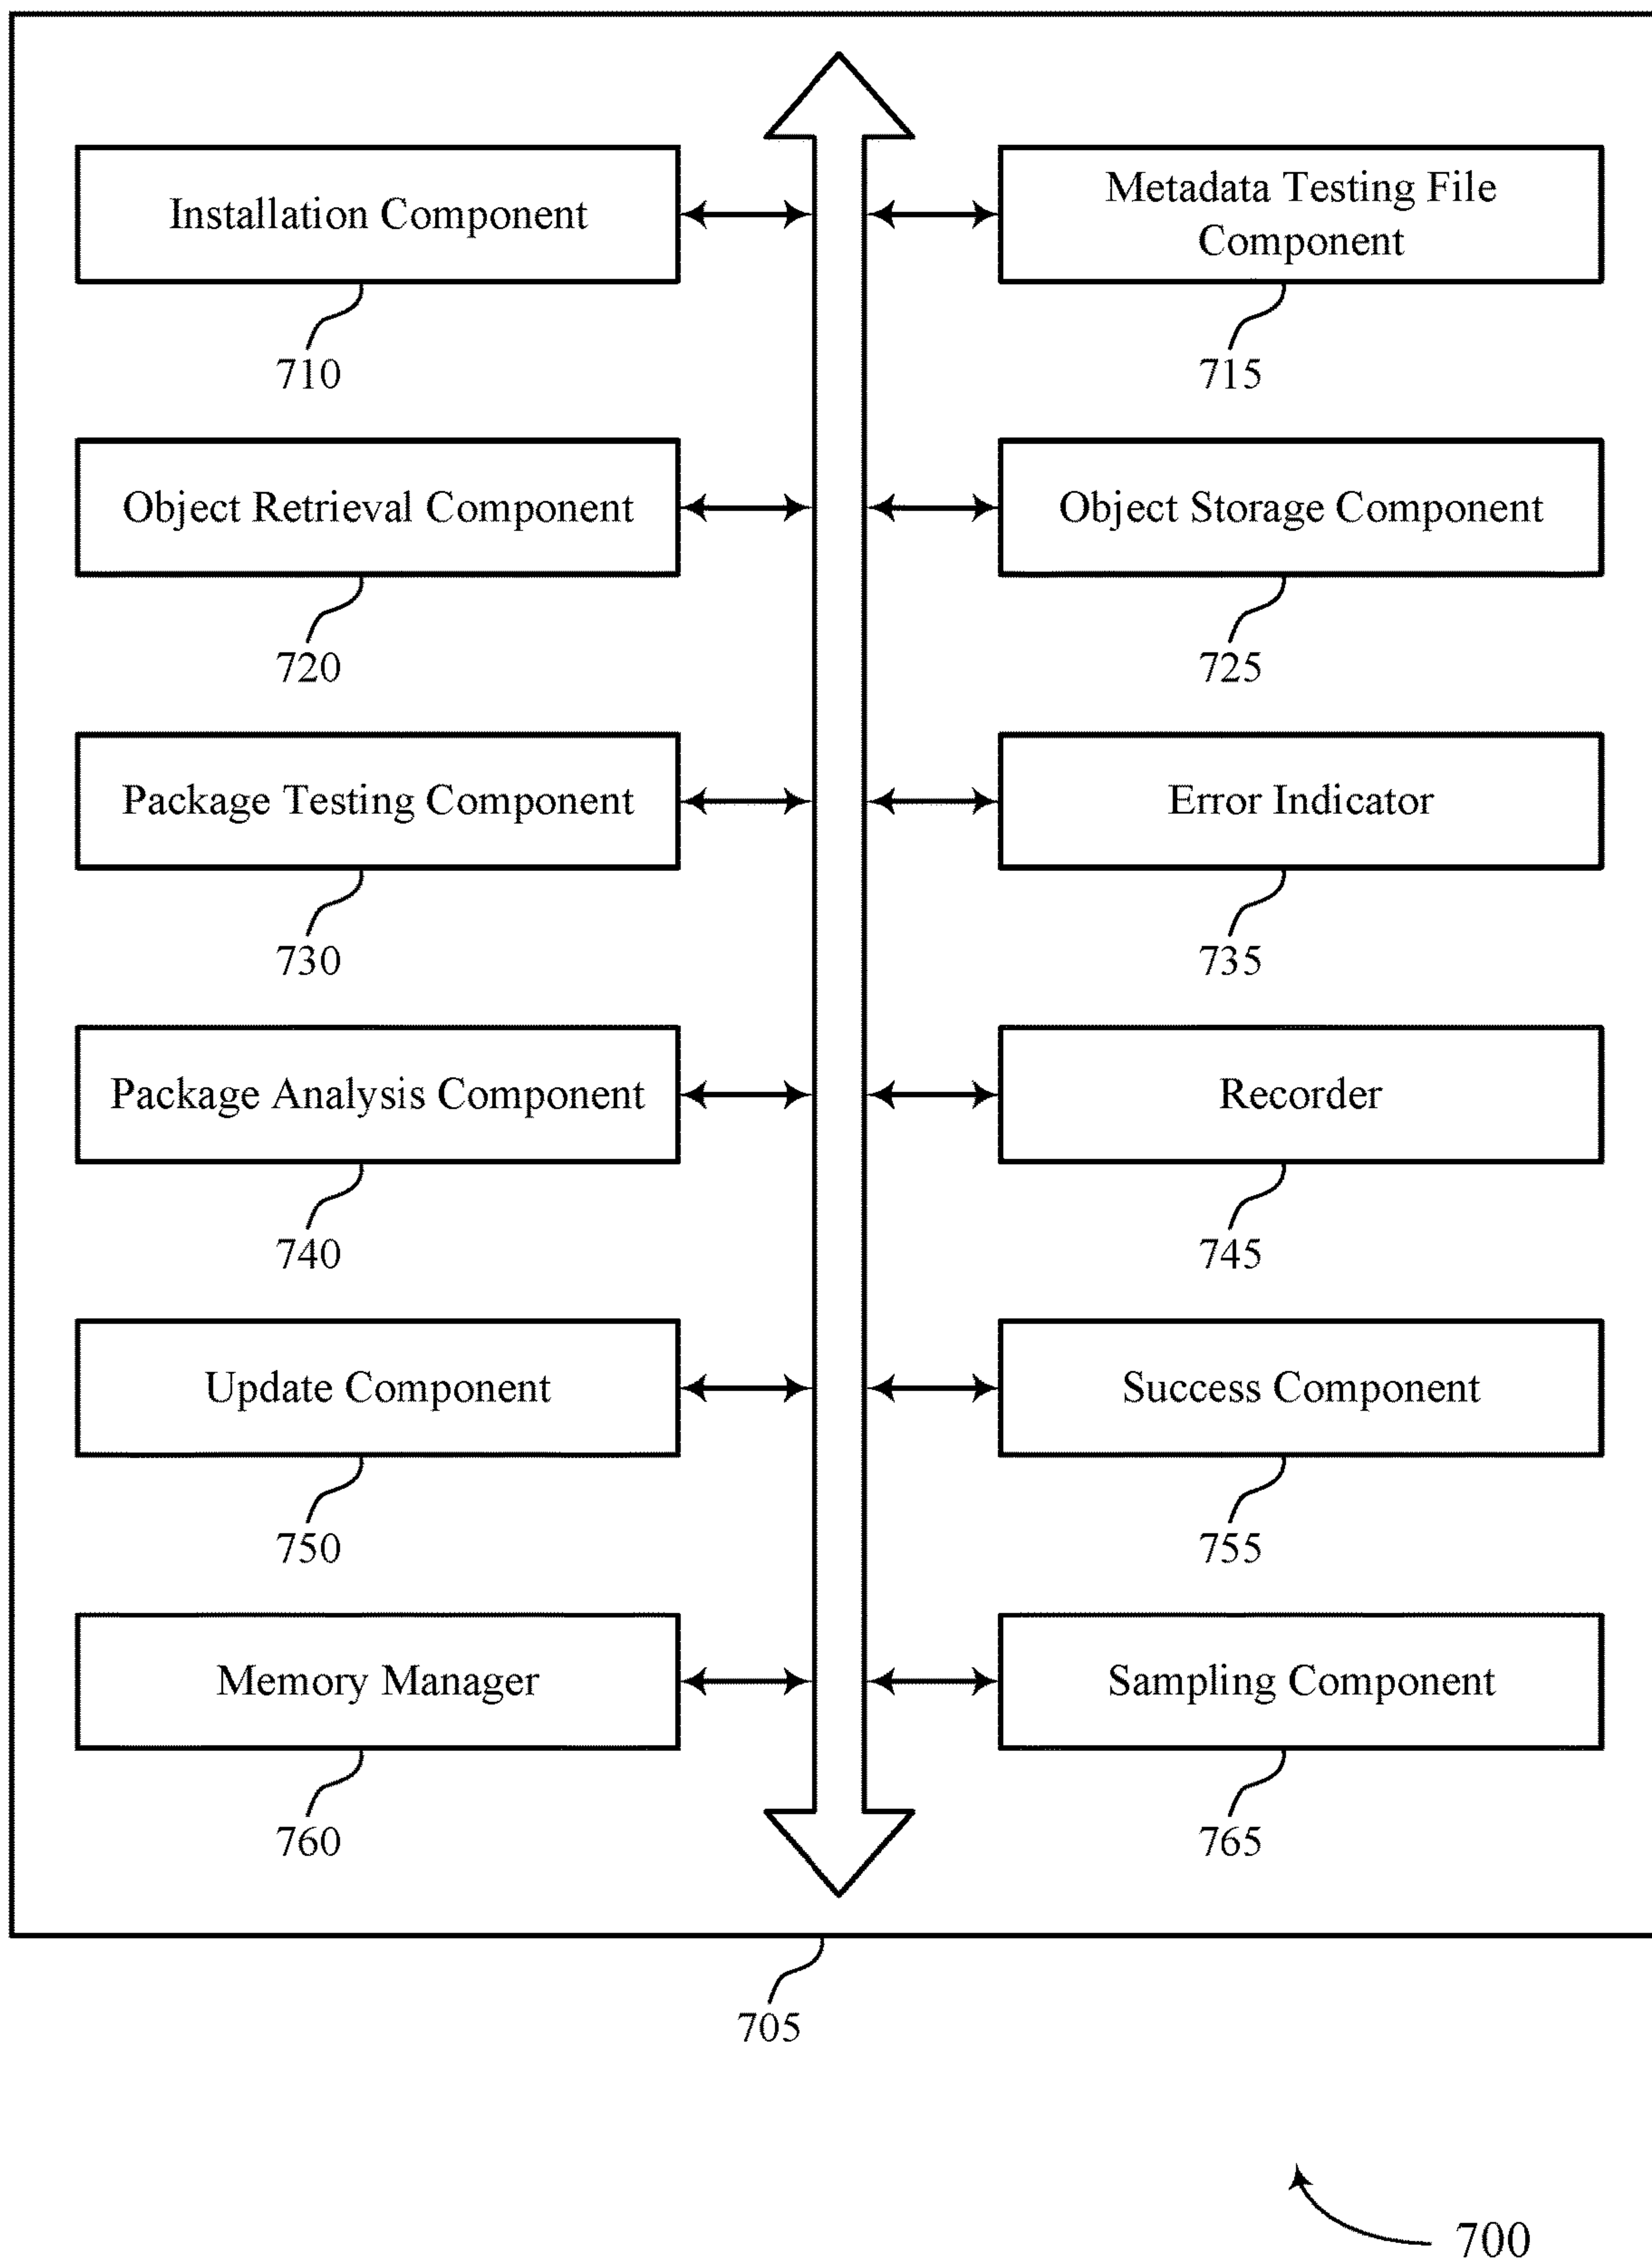 Installation Component
710
Metadata Testing File
Component
715
Object Retrieval Component
720
Object Storage Component
725
Package Testing Component
730
Error Indicator
735
Package Analysis Component
740
Recorder
745
Update Component
750
Success Component
755
Memory Manager
760
Sampling Component
765
705
700